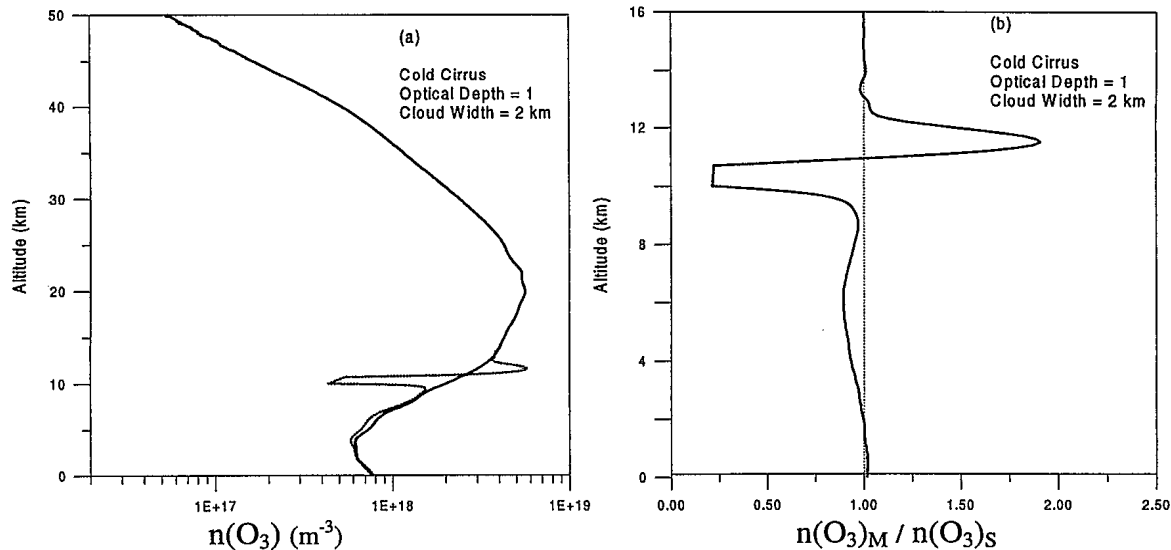 (a)
Cold Cirrus
Optical Depth = 1
Cloud Width = 2 km
50
40
30
20
10
0
Altitude (km)
1E+17
1E+18
1E+19
n(O₃) (m⁻³)
(b)
Cold Cirrus
Optical Depth = 1
Cloud Width = 2 km
16
12
8
4
0
Altitude (km)
0.00
0.50
1.00
1.50
2.00
2.50
n(O₃)M / n(O₃)S